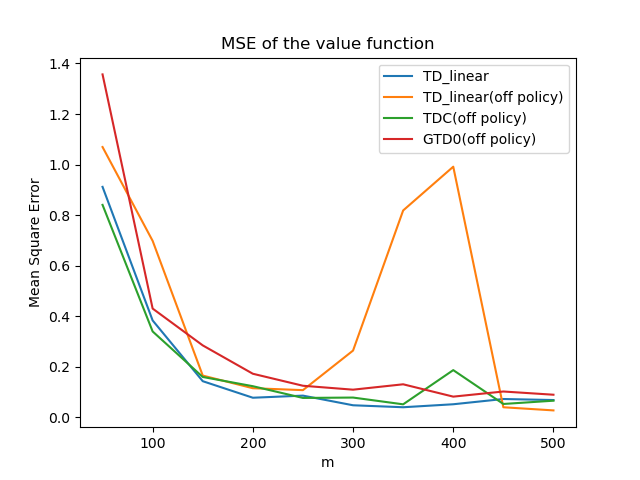 MSE of the value function
Mean Square Error
1.4
1.2
1.0
0.8
0.6
0.4
0.2
0.0
TD_linear
TD_linear(off policy)
TDC(off policy)
GTD0(off policy)
100
200
300
400
500
m